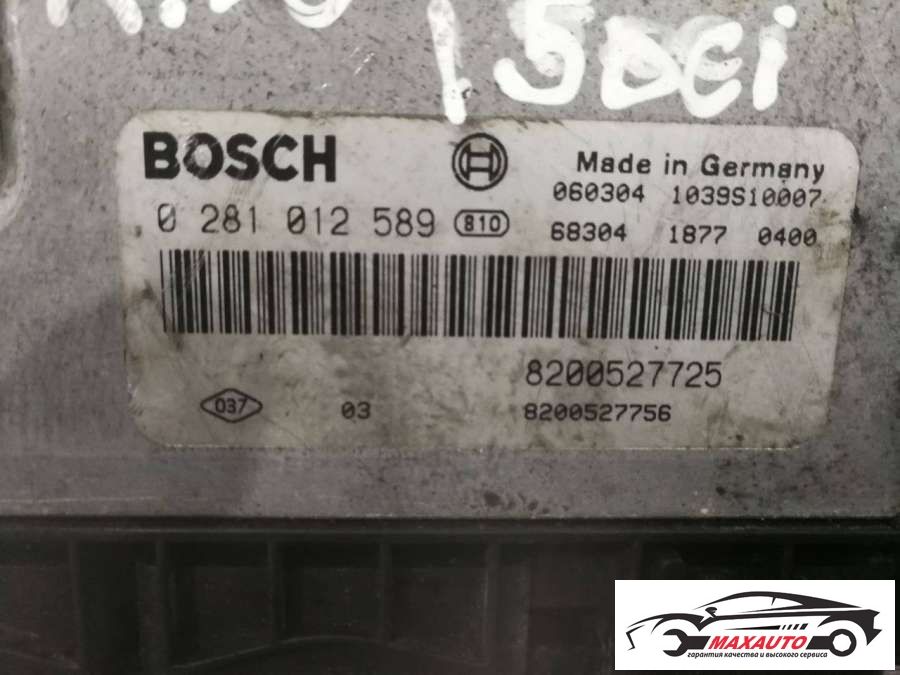 1.5DCi
BOSCH
Made in Germany
060304 1039S10007
0 281 012 589 810
68304 1877 0400
8200527725
037 03 8200527756
MAXAUTO
гарантия качества и высокого сервиса